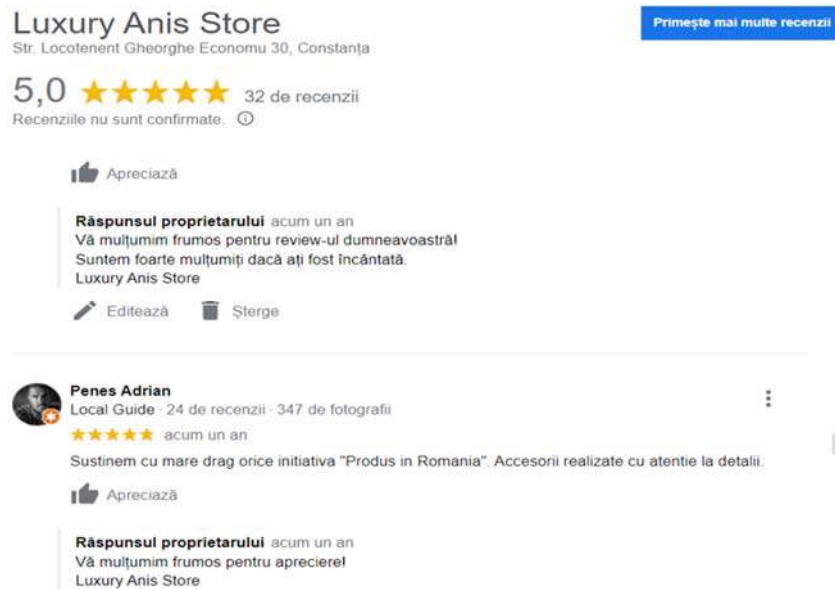 Luxury Anis Store
Primește mai multe recenzii
Str. Locotenent Gheorghe Economu 30, Constanța
5,0 32 de recenzii
Recenziile nu sunt confirmate.
Apreciază
Răspunsul proprietarului acum un an
Vă mulțumim frumos pentru review-ul dumneavoastră!
Suntem foarte mulțumiți dacă ați fost încântată.
Luxury Anis Store
Editează Șterge
Penes Adrian
Local Guide · 24 de recenzii · 347 de fotografii
acum un an
Sustinem cu mare drag orice initiativa "Produs in Romania". Accesorii realizate cu atentie la detalii.
Apreciază
Răspunsul proprietarului acum un an
Vă mulțumim frumos pentru apreciere!
Luxury Anis Store